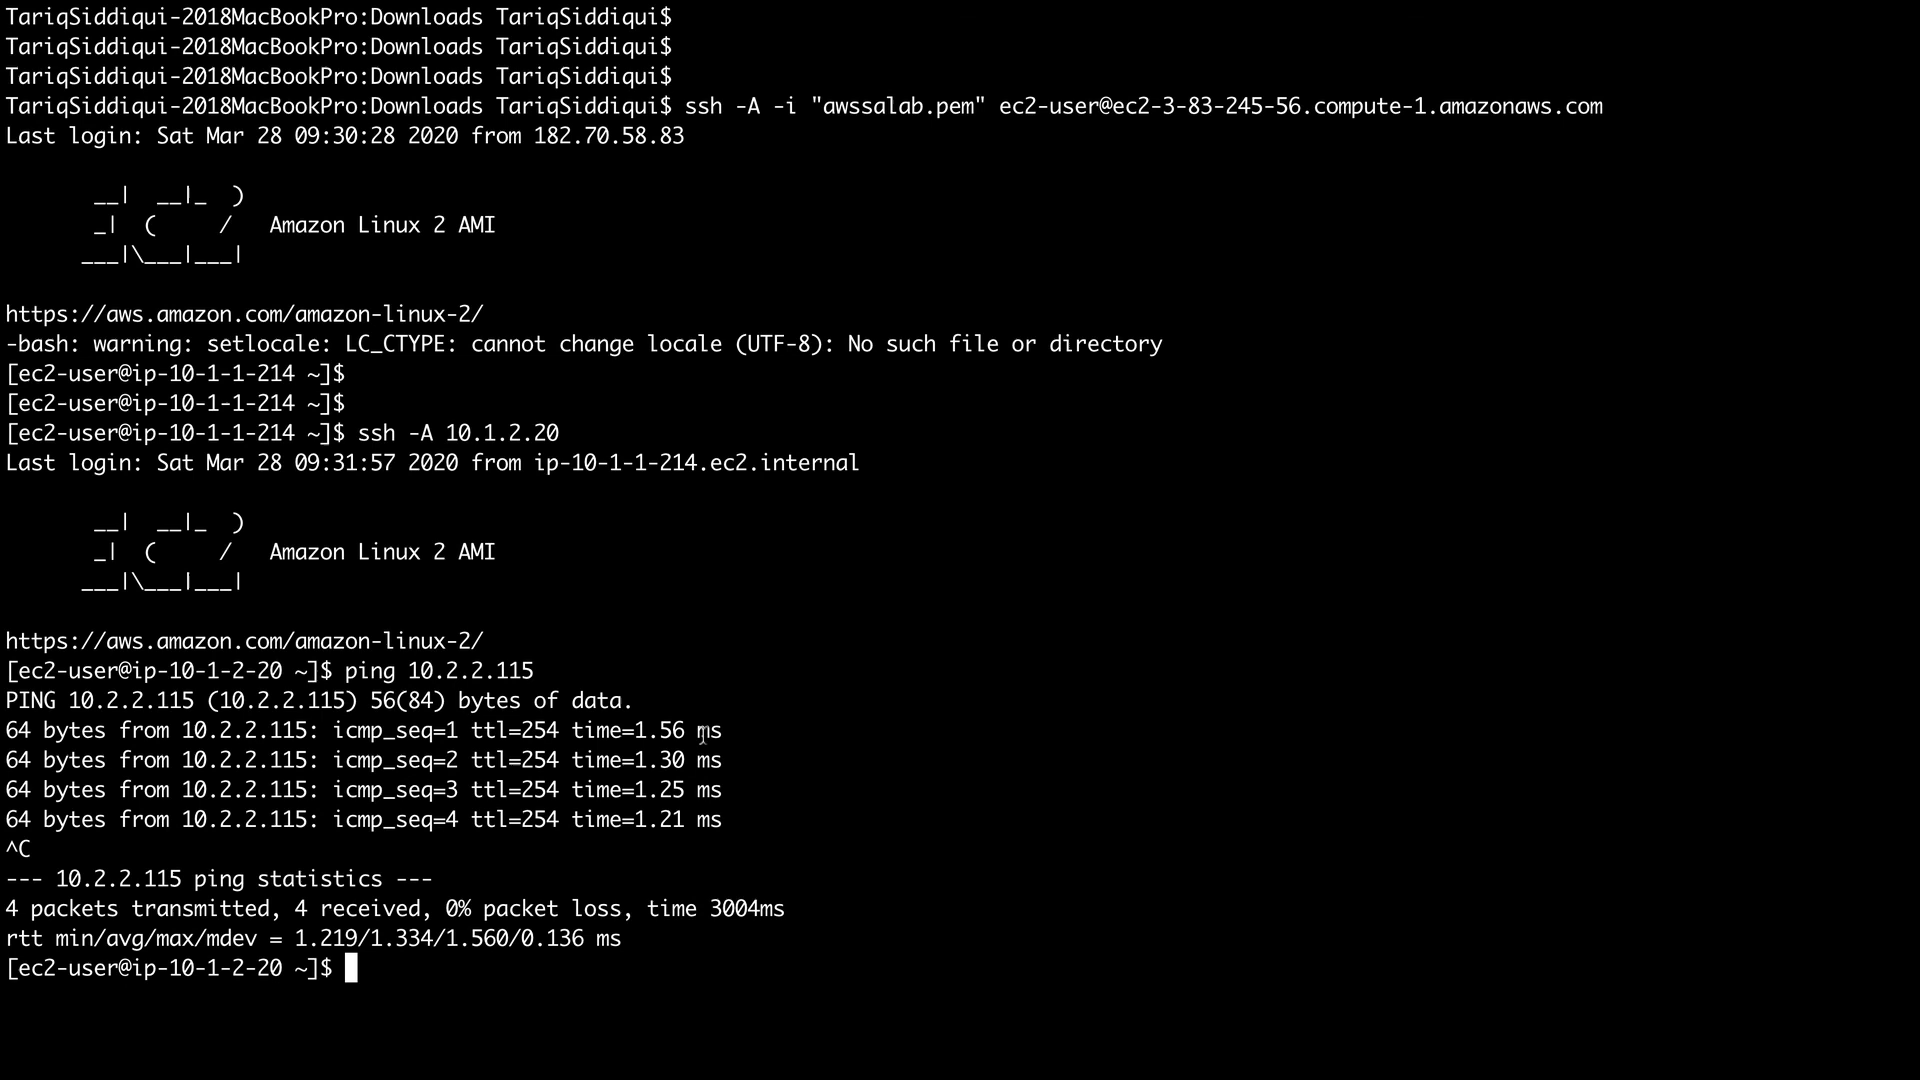 TariqSiddiqui-2018MacBookPro:Downloads TariqSiddiqui$
TariqSiddiqui-2018MacBookPro:Downloads TariqSiddiqui$
TariqSiddiqui-2018MacBookPro:Downloads TariqSiddiqui$
TariqSiddiqui-2018MacBookPro:Downloads TariqSiddiqui$ ssh -A -i "awssalab.pem" ec2-user@ec2-3-83-245-56.compute-1.amazonaws.com
Last login: Sat Mar 28 09:30:28 2020 from 182.70.58.83

       __|  __|_  )
       _|  (     /   Amazon Linux 2 AMI
      ___|\___|___|

https://aws.amazon.com/amazon-linux-2/
-bash: warning: setlocale: LC_CTYPE: cannot change locale (UTF-8): No such file or directory
[ec2-user@ip-10-1-1-214 ~]$
[ec2-user@ip-10-1-1-214 ~]$
[ec2-user@ip-10-1-1-214 ~]$ ssh -A 10.1.2.20
Last login: Sat Mar 28 09:31:57 2020 from ip-10-1-1-214.ec2.internal

       __|  __|_  )
       _|  (     /   Amazon Linux 2 AMI
      ___|\___|___|

https://aws.amazon.com/amazon-linux-2/
[ec2-user@ip-10-1-2-20 ~]$ ping 10.2.2.115
PING 10.2.2.115 (10.2.2.115) 56(84) bytes of data.
64 bytes from 10.2.2.115: icmp_seq=1 ttl=254 time=1.56 ms
64 bytes from 10.2.2.115: icmp_seq=2 ttl=254 time=1.30 ms
64 bytes from 10.2.2.115: icmp_seq=3 ttl=254 time=1.25 ms
64 bytes from 10.2.2.115: icmp_seq=4 ttl=254 time=1.21 ms
^C
--- 10.2.2.115 ping statistics ---
4 packets transmitted, 4 received, 0% packet loss, time 3004ms
rtt min/avg/max/mdev = 1.219/1.334/1.560/0.136 ms
[ec2-user@ip-10-1-2-20 ~]$